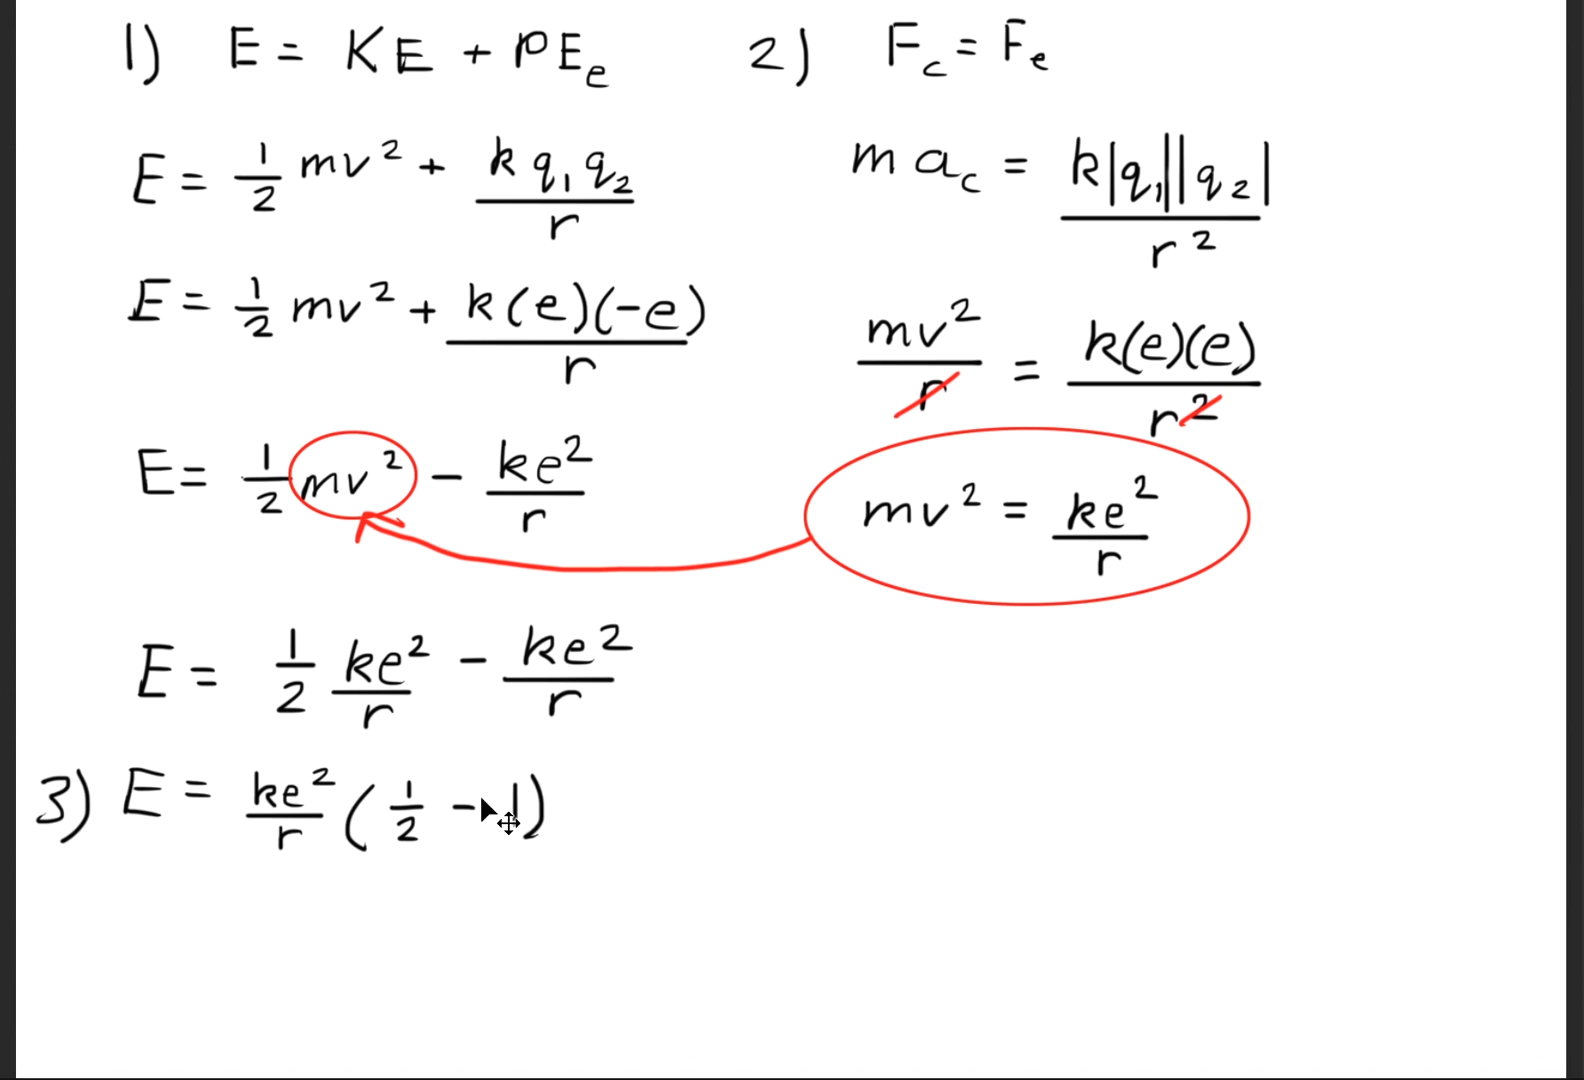 1) E = KE + PEₑ
E = 1/2 mv² + kq₁q₂/r
E = 1/2 mv² + k(e)(-e)/r
E = 1/2 mv² - ke²/r
E = 1/2 ke²/r - ke²/r
3) E = ke²/r (1/2 - 1)
2) F_c = Fₑ
ma_c = k|q₁||q₂|/r²
mv²/r = k(e)(e)/r²
mv² = ke²/r